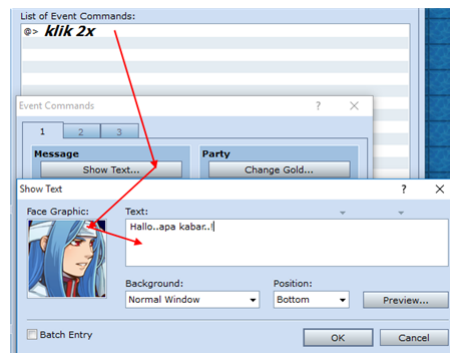 List of Event Commands:
@> klik 2x
Event Commands
1 2 3
Message Party
Show Text... Change Gold...
Show Text
Face Graphic: Text:
Hallo..apa kabar..!
Background: Position:
Normal Window Bottom Preview...
Batch Entry OK Cancel